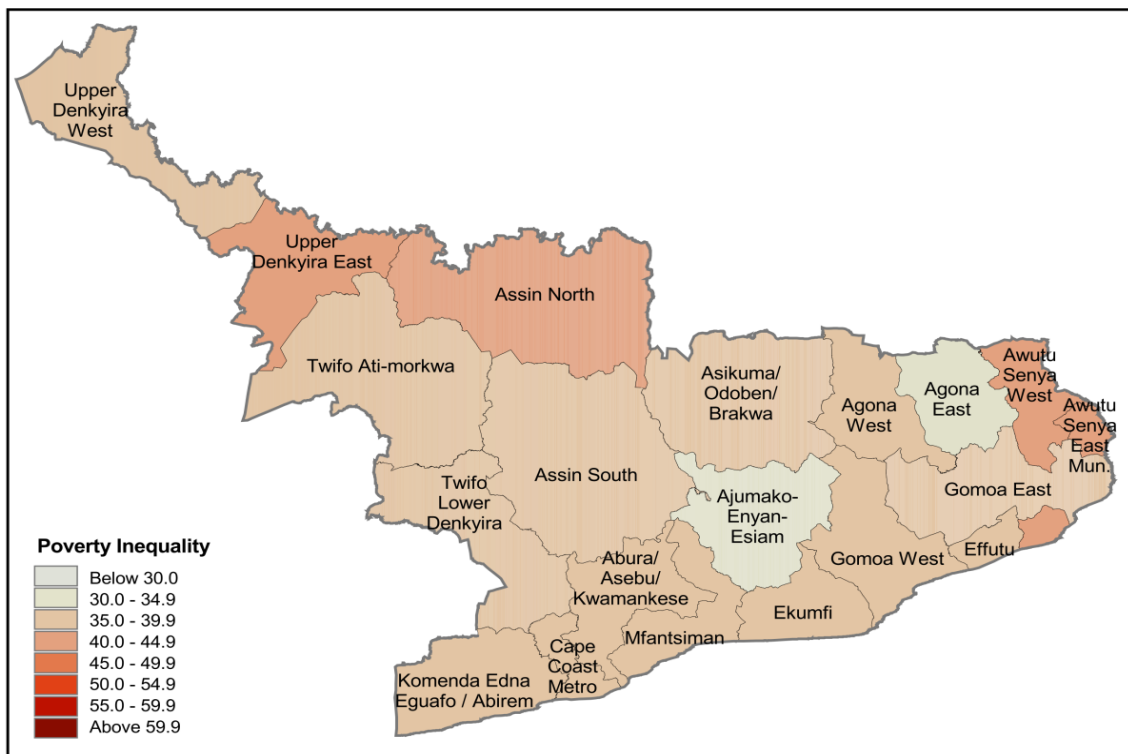 Upper
Denkyira
West
Upper
Denkyira East
Assin North
Twifo Ati-morkwa
Asikuma/
Odoben/
Brakwa
Agona
West
Agona
East
Awutu
Senya
West
Awutu
Senya
East
Mun.
Assin South
Twifo
Lower
Denkyira
Ajumako-
Enyan-
Esiam
Gomoa East
Gomoa West
Effutu
Abura/
Asebu/
Kwamankese
Ekumfi
Mfantsiman
Cape
Coast
Metro
Komenda Edna
Eguafo / Abirem
Poverty Inequality
Below 30.0
30.0 - 34.9
35.0 - 39.9
40.0 - 44.9
45.0 - 49.9
50.0 - 54.9
55.0 - 59.9
Above 59.9